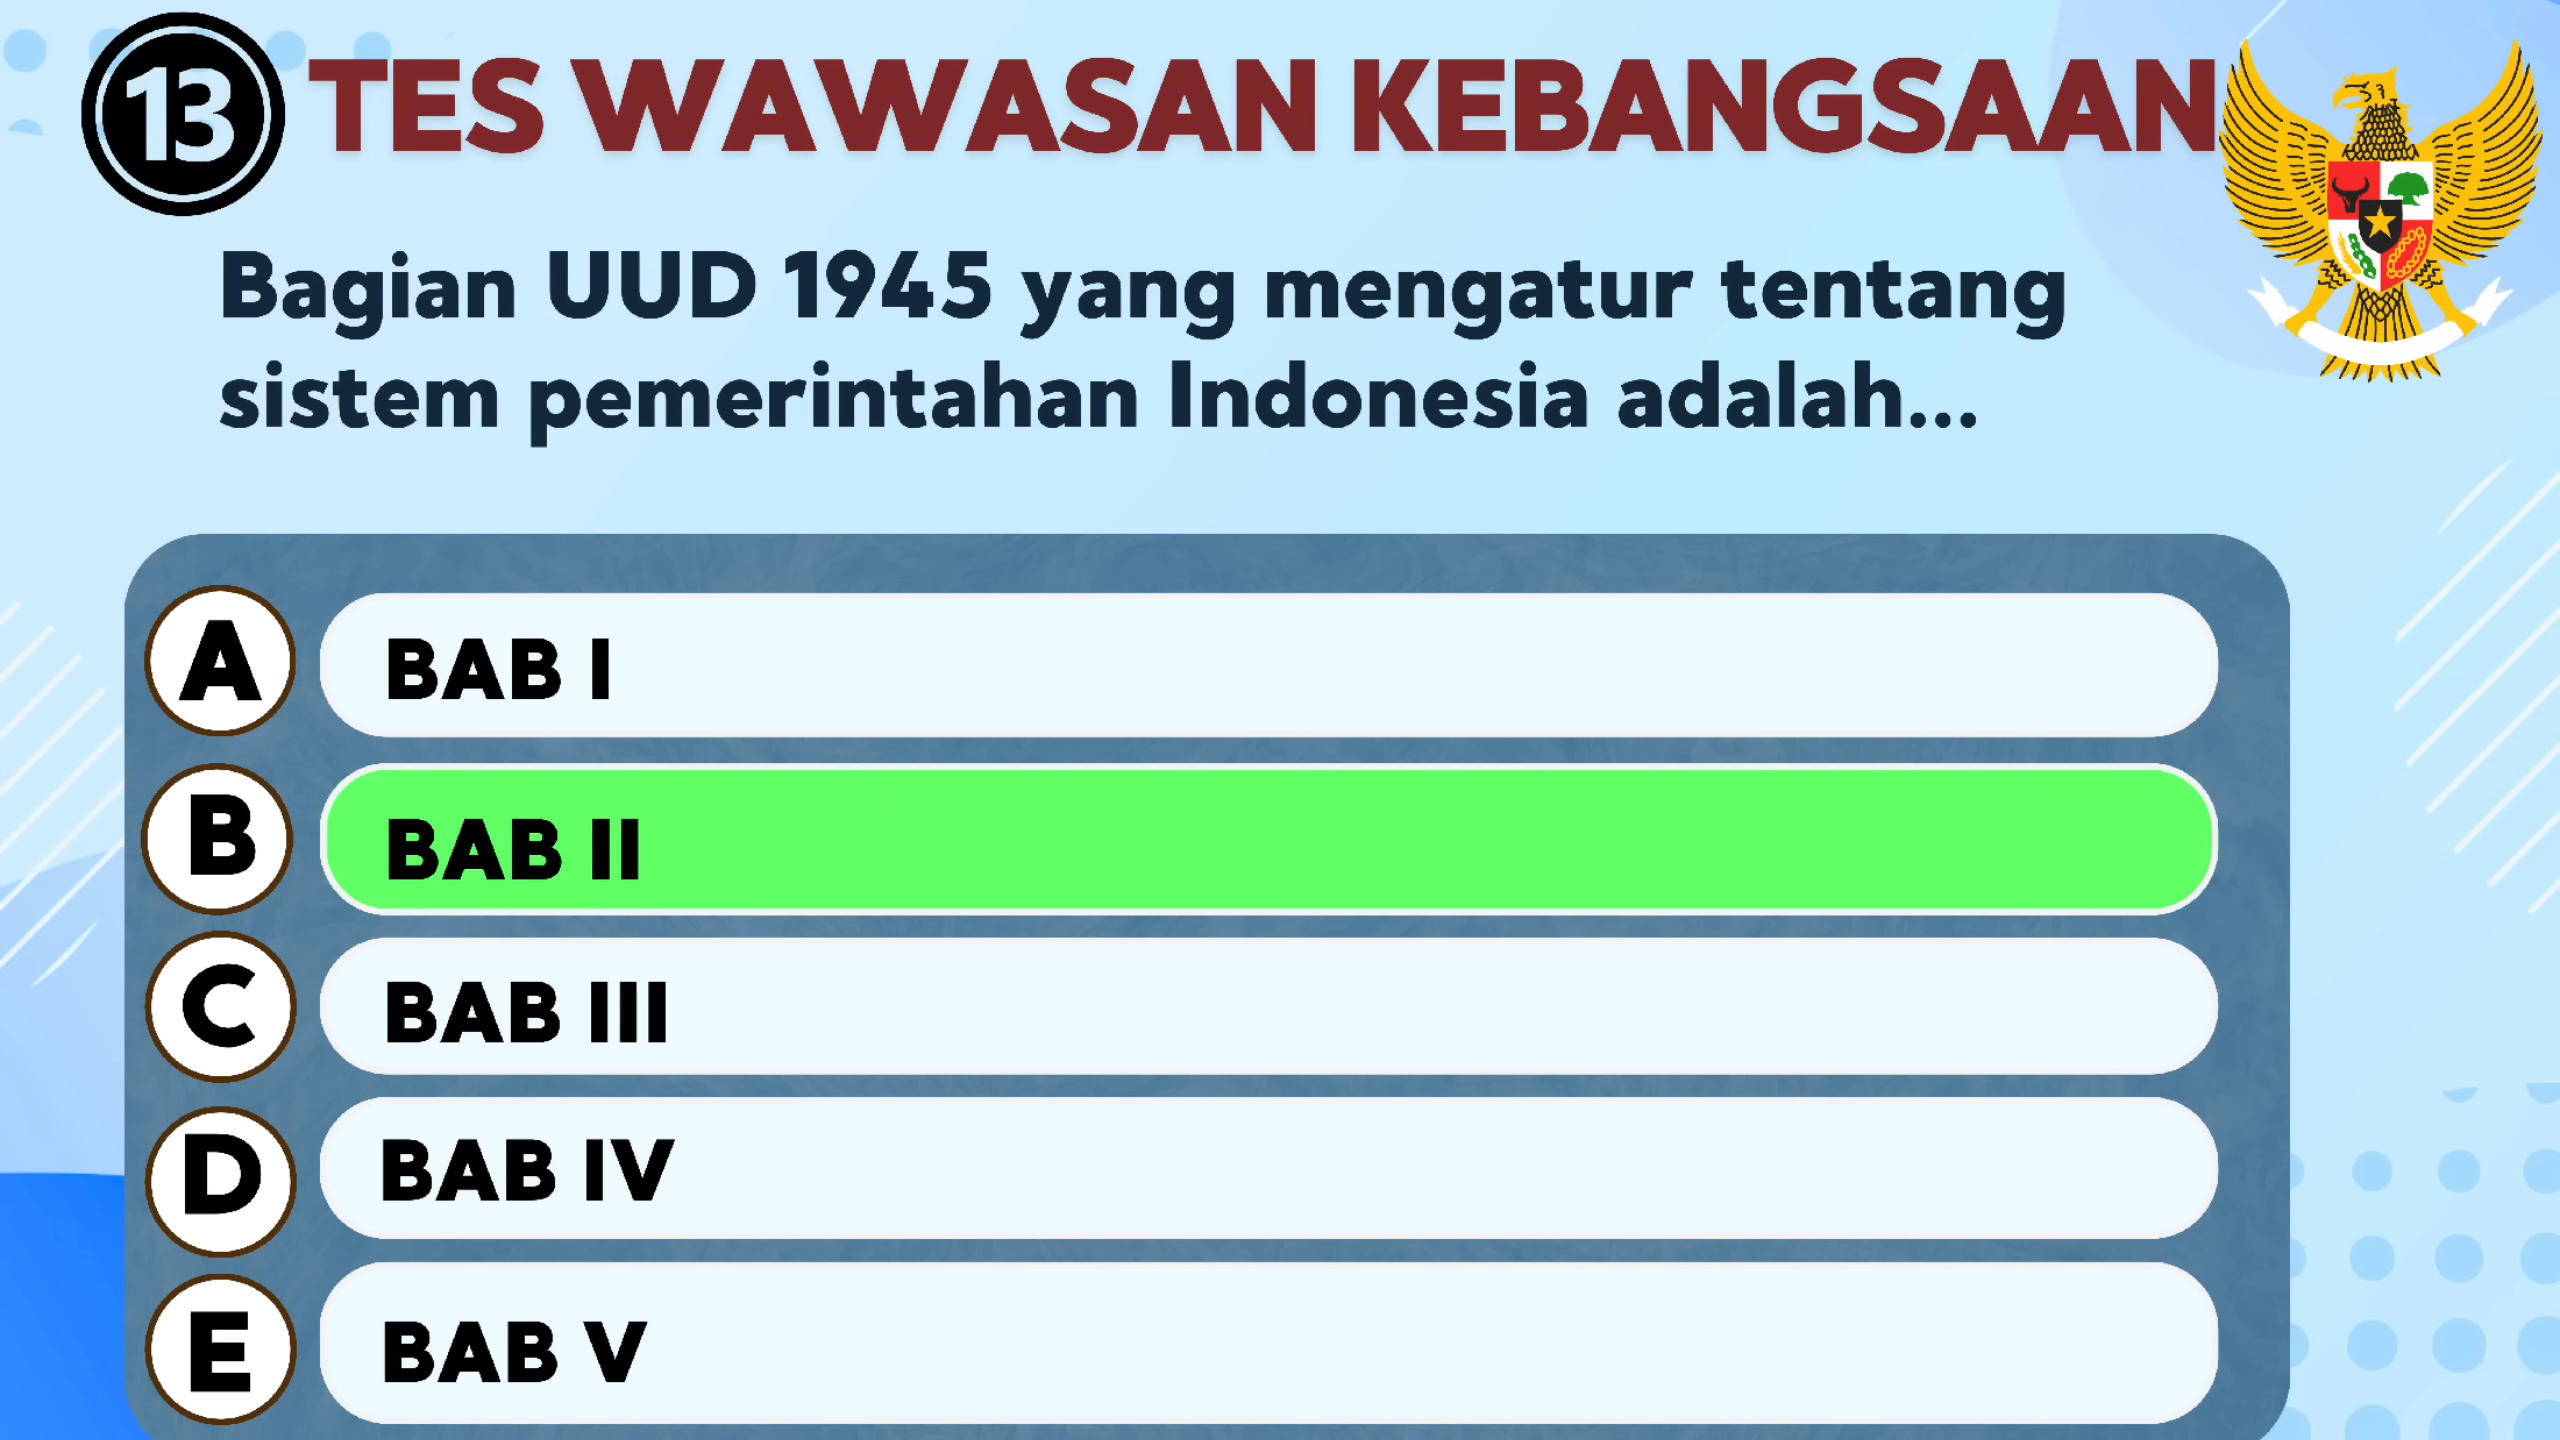 13 TES WAWASAN KEBANGSAAN
Bagian UUD 1945 yang mengatur tentang
sistem pemerintahan Indonesia adalah...
A BAB I
B BAB II
C BAB III
D BAB IV
E BAB V